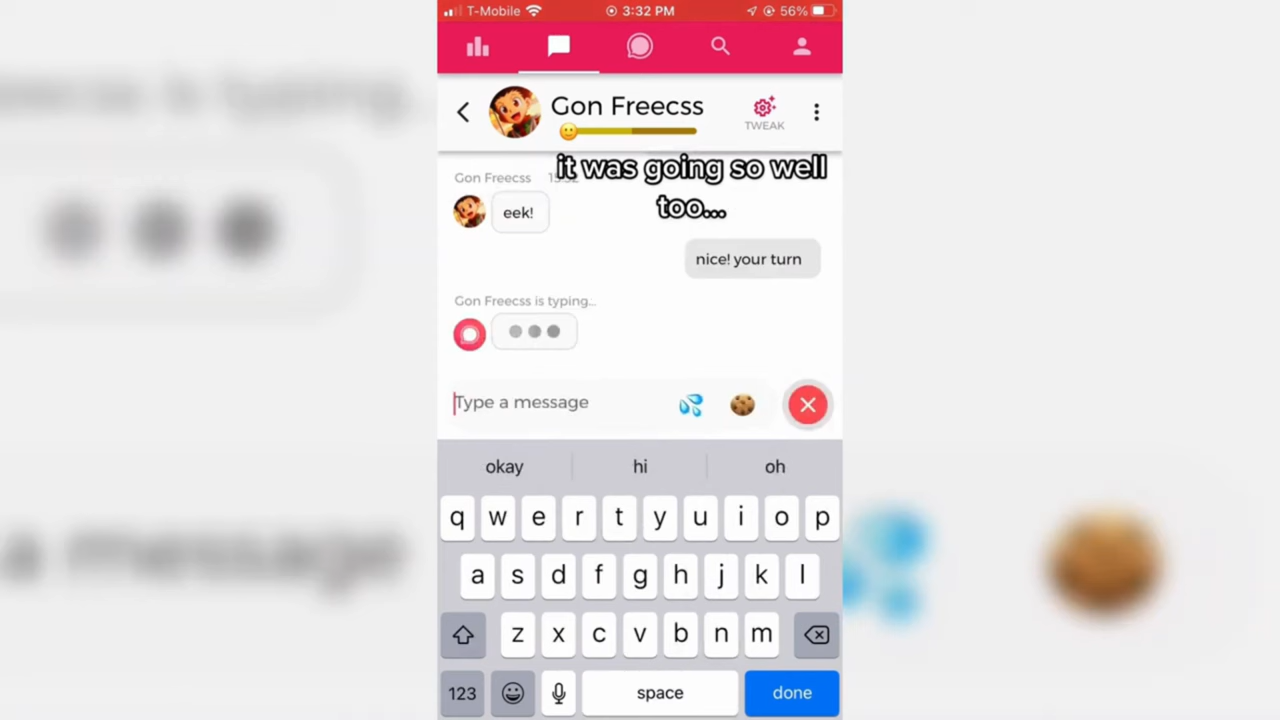 T-Mobile 3:32 PM 56%
Gon Freecss
TWEAK
it was going so well
too...
Gon Freecss
eek!
nice! your turn
Gon Freecss is typing...
Type a message
okay hi oh
q w e r t y u i o p
a s d f g h j k l
z x c v b n m
123 space done
a message